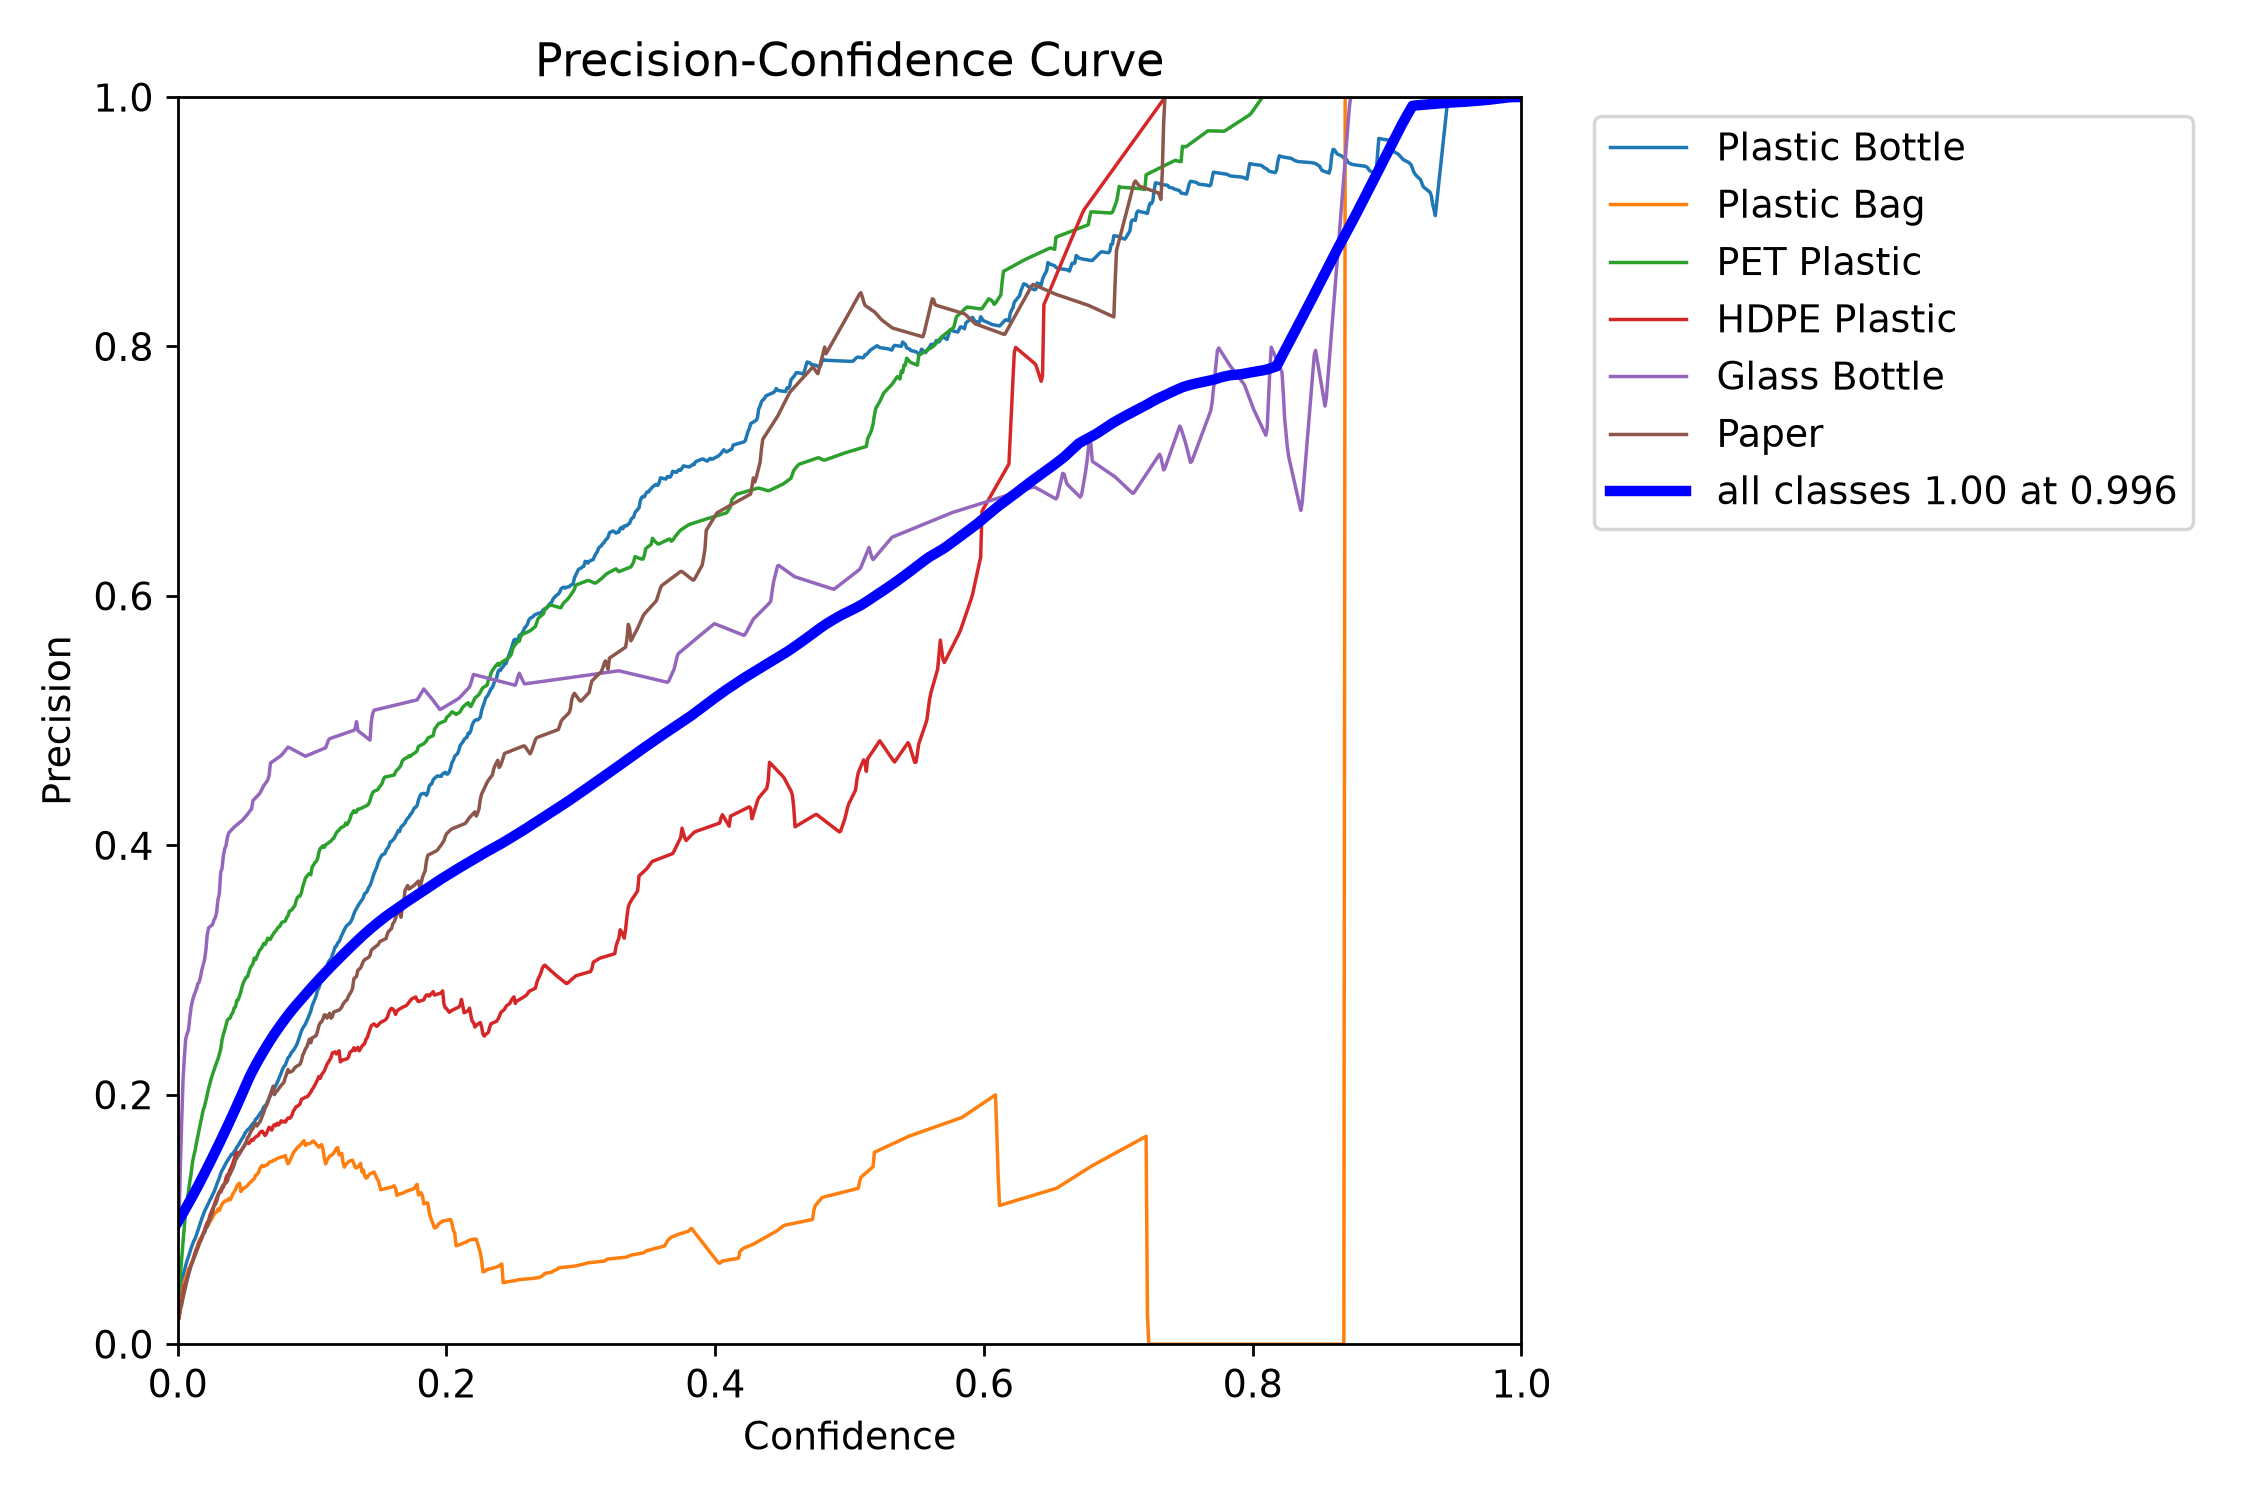 Precision-Confidence Curve
1.0
0.8
0.6
0.4
0.2
0.0
Precision
0.0 0.2 0.4 0.6 0.8 1.0
Confidence
Plastic Bottle
Plastic Bag
PET Plastic
HDPE Plastic
Glass Bottle
Paper
all classes 1.00 at 0.996